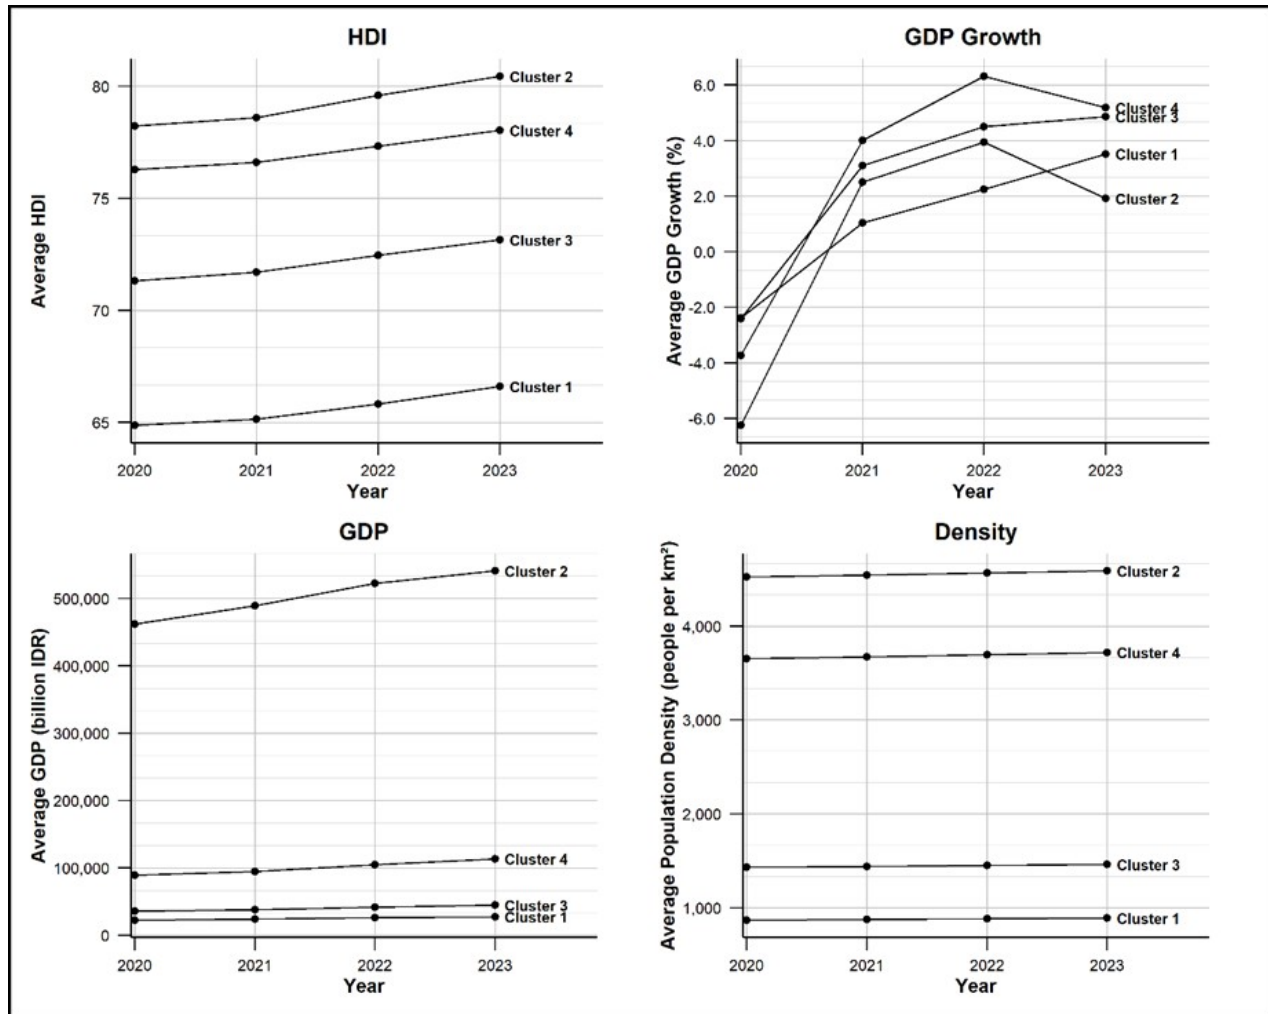 HDI
Average HDI
80
75
70
65
Cluster 2
Cluster 4
Cluster 3
Cluster 1
2020 2021 2022 2023
Year
GDP Growth
Average GDP Growth (%)
6.0
4.0
2.0
0.0
-2.0
-4.0
-6.0
Cluster 4
Cluster 3
Cluster 1
Cluster 2
2020 2021 2022 2023
Year
GDP
Average GDP (billion IDR)
500,000
400,000
300,000
200,000
100,000
0
Cluster 2
Cluster 4
Cluster 3
Cluster 1
2020 2021 2022 2023
Year
Density
Average Population Density (people per km²)
4,000
3,000
2,000
1,000
Cluster 2
Cluster 4
Cluster 3
Cluster 1
2020 2021 2022 2023
Year